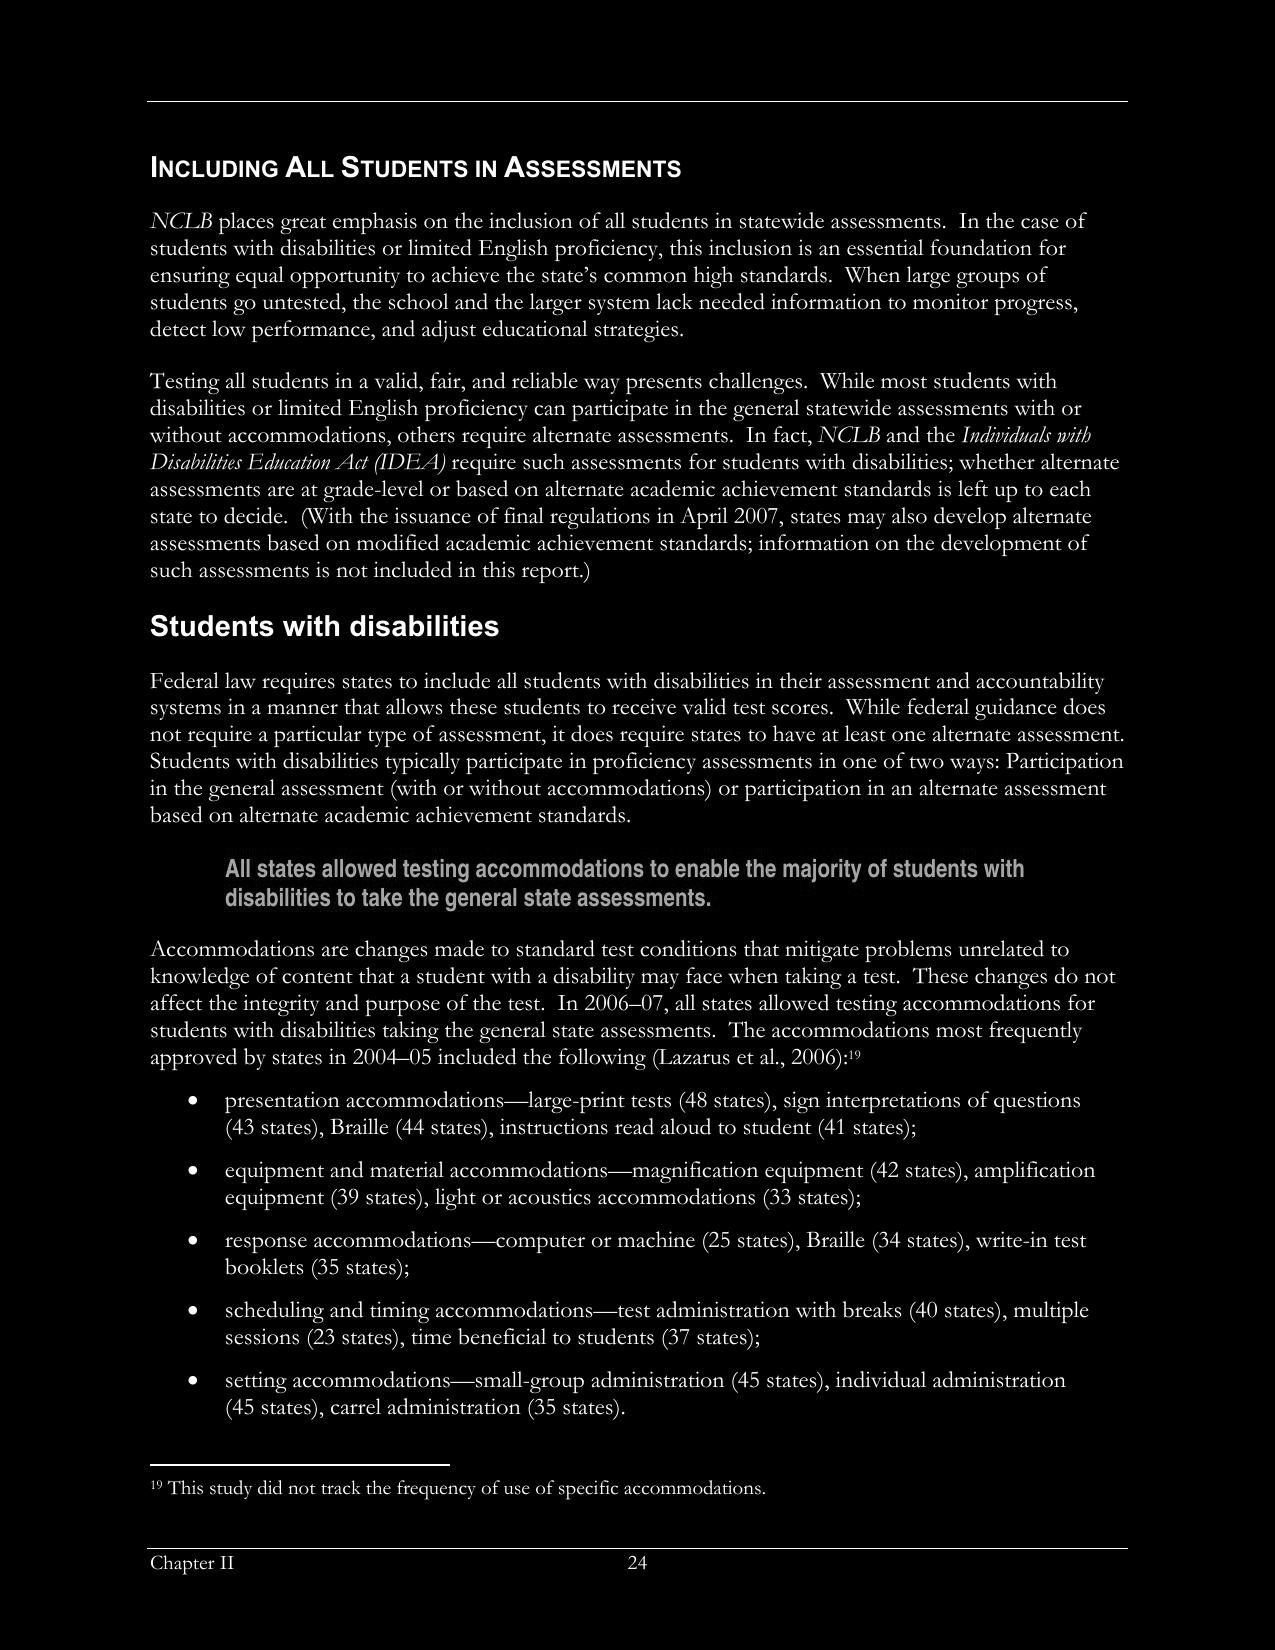 INCLUDING ALL STUDENTS IN ASSESSMENTS
NCLB places great emphasis on the inclusion of all students in statewide assessments.  In the case of
students with disabilities or limited English proficiency, this inclusion is an essential foundation for
ensuring equal opportunity to achieve the state’s common high standards.  When large groups of
students go untested, the school and the larger system lack needed information to monitor progress,
detect low performance, and adjust educational strategies.
Testing all students in a valid, fair, and reliable way presents challenges.  While most students with
disabilities or limited English proficiency can participate in the general statewide assessments with or
without accommodations, others require alternate assessments.  In fact, NCLB and the Individuals with
Disabilities Education Act (IDEA) require such assessments for students with disabilities; whether alternate
assessments are at grade-level or based on alternate academic achievement standards is left up to each
state to decide.  (With the issuance of final regulations in April 2007, states may also develop alternate
assessments based on modified academic achievement standards; information on the development of
such assessments is not included in this report.)
Students with disabilities
Federal law requires states to include all students with disabilities in their assessment and accountability
systems in a manner that allows these students to receive valid test scores.  While federal guidance does
not require a particular type of assessment, it does require states to have at least one alternate assessment.
Students with disabilities typically participate in proficiency assessments in one of two ways: Participation
in the general assessment (with or without accommodations) or participation in an alternate assessment
based on alternate academic achievement standards.
All states allowed testing accommodations to enable the majority of students with
disabilities to take the general state assessments.
Accommodations are changes made to standard test conditions that mitigate problems unrelated to
knowledge of content that a student with a disability may face when taking a test.  These changes do not
affect the integrity and purpose of the test.  In 2006–07, all states allowed testing accommodations for
students with disabilities taking the general state assessments.  The accommodations most frequently
approved by states in 2004–05 included the following (Lazarus et al., 2006):19
• presentation accommodations—large-print tests (48 states), sign interpretations of questions
(43 states), Braille (44 states), instructions read aloud to student (41 states);
• equipment and material accommodations—magnification equipment (42 states), amplification
equipment (39 states), light or acoustics accommodations (33 states);
• response accommodations—computer or machine (25 states), Braille (34 states), write-in test
booklets (35 states);
• scheduling and timing accommodations—test administration with breaks (40 states), multiple
sessions (23 states), time beneficial to students (37 states);
• setting accommodations—small-group administration (45 states), individual administration
(45 states), carrel administration (35 states).
19 This study did not track the frequency of use of specific accommodations.
Chapter II 24